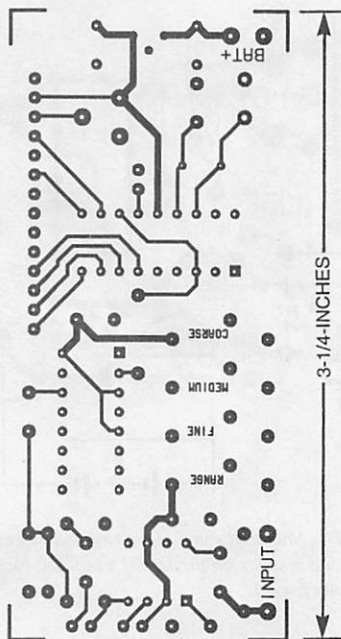 BAT+
COARSE
MEDIUM
FINE
RANGE
INPUT
3-1/4-INCHES